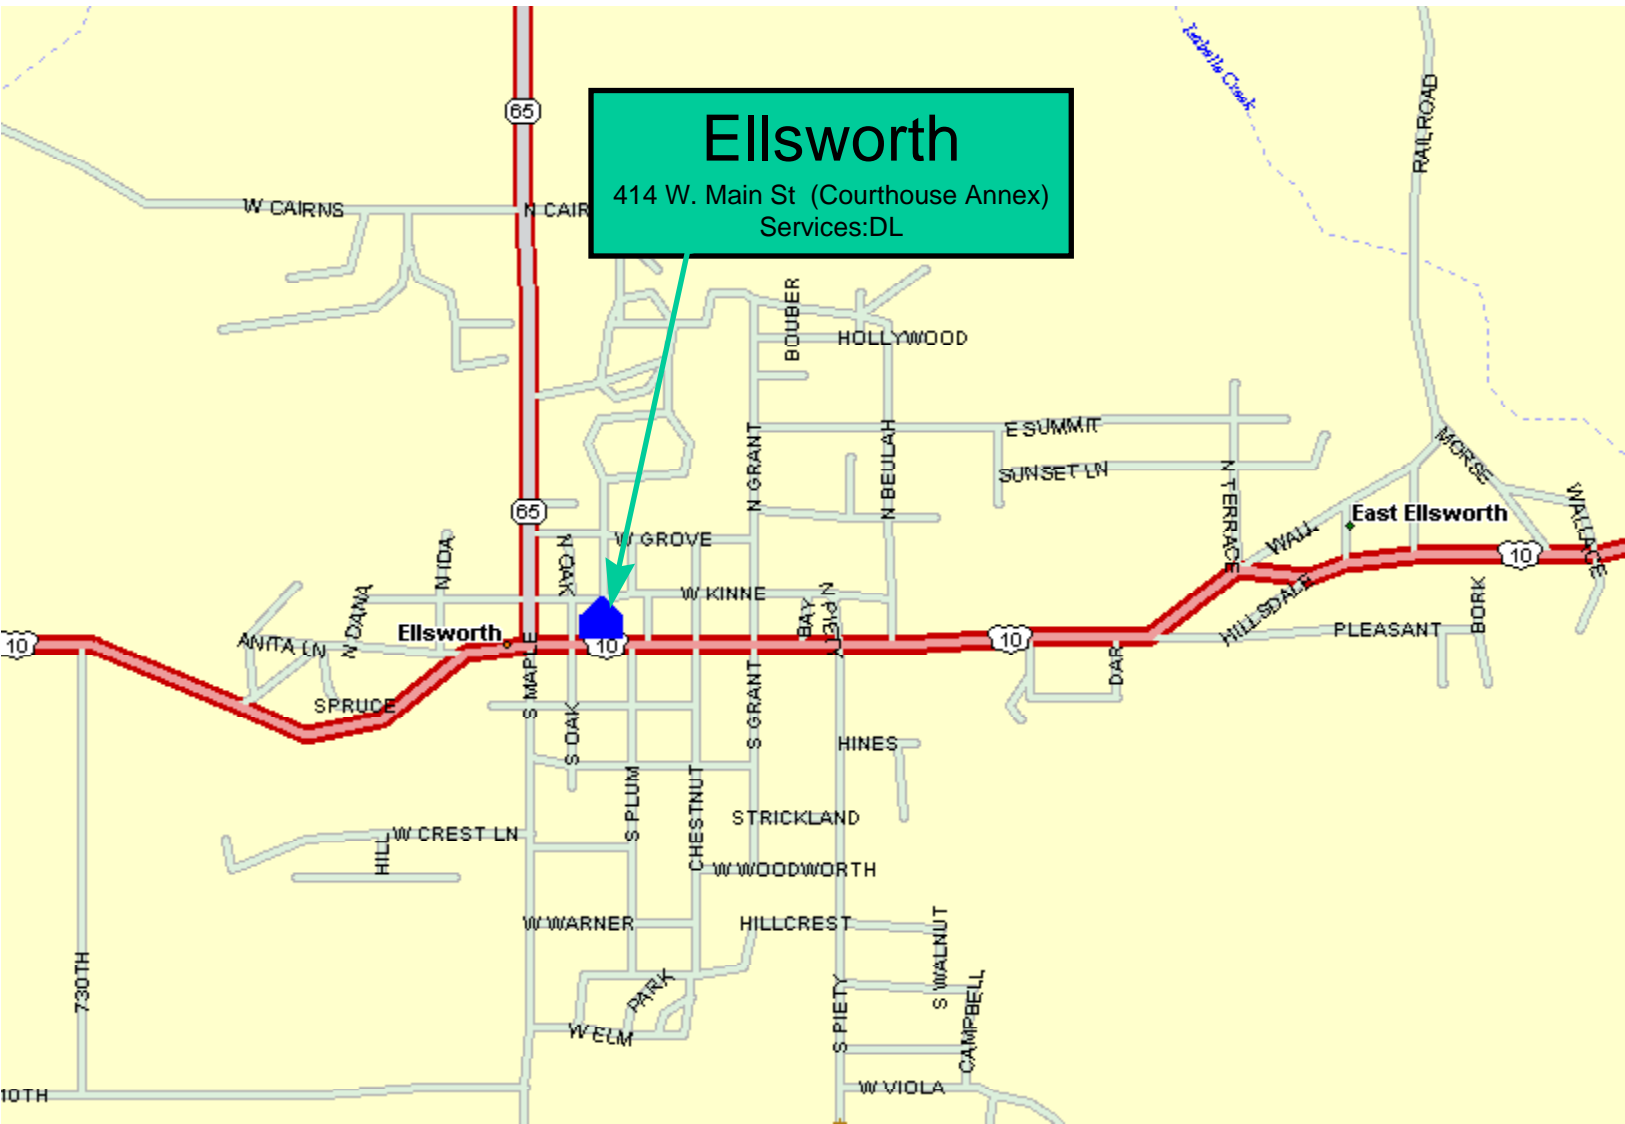 Isabelle Creek
RAILROAD
65
Ellsworth
414 W. Main St  (Courthouse Annex)
Services:DL
W CAIRNS
N CAIR
BOUBER
HOLLYWOOD
N GRANT
N BEULAH
E SUMMIT
SUNSET LN
N TERRACE
MORSE
WALLACE
East Ellsworth
WALL
10
65
N IDA
N OAK
W GROVE
W KINNE
BAY
N PIETY
HILLSDALE
BORK
PLEASANT
10
ANITA LN
N DANA
Ellsworth
10
10
S MAPLE
SPRUCE
S OAK
S GRANT
DAR
HINES
S PLUM
CHESTNUT
STRICKLAND
W CREST LN
HILL
W WOODWORTH
W WARNER
HILLCREST
S WALNUT
730TH
PARK
W ELM
S PIETY
CAMPBELL
W VIOLA
10TH